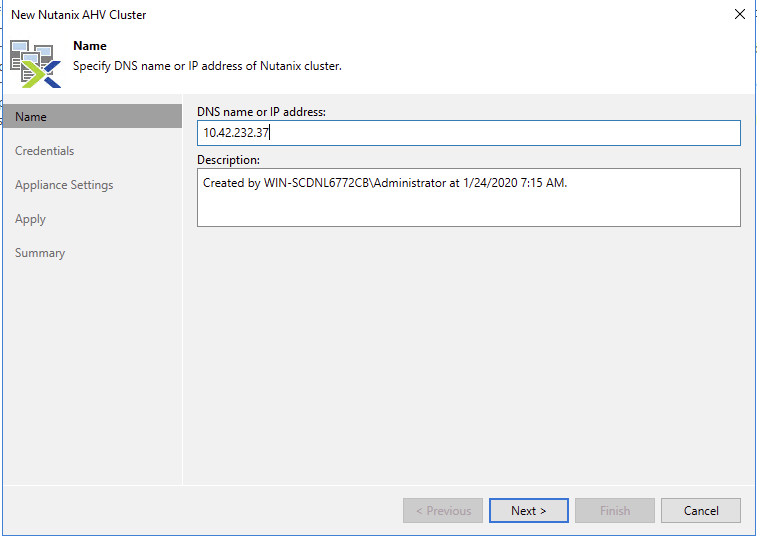 New Nutanix AHV Cluster
Name
Specify DNS name or IP address of Nutanix cluster.
Name
Credentials
Appliance Settings
Apply
Summary
DNS name or IP address:
10.42.232.37
Description:
Created by WIN-SCDNL6772CB\Administrator at 1/24/2020 7:15 AM.
< Previous
Next >
Finish
Cancel